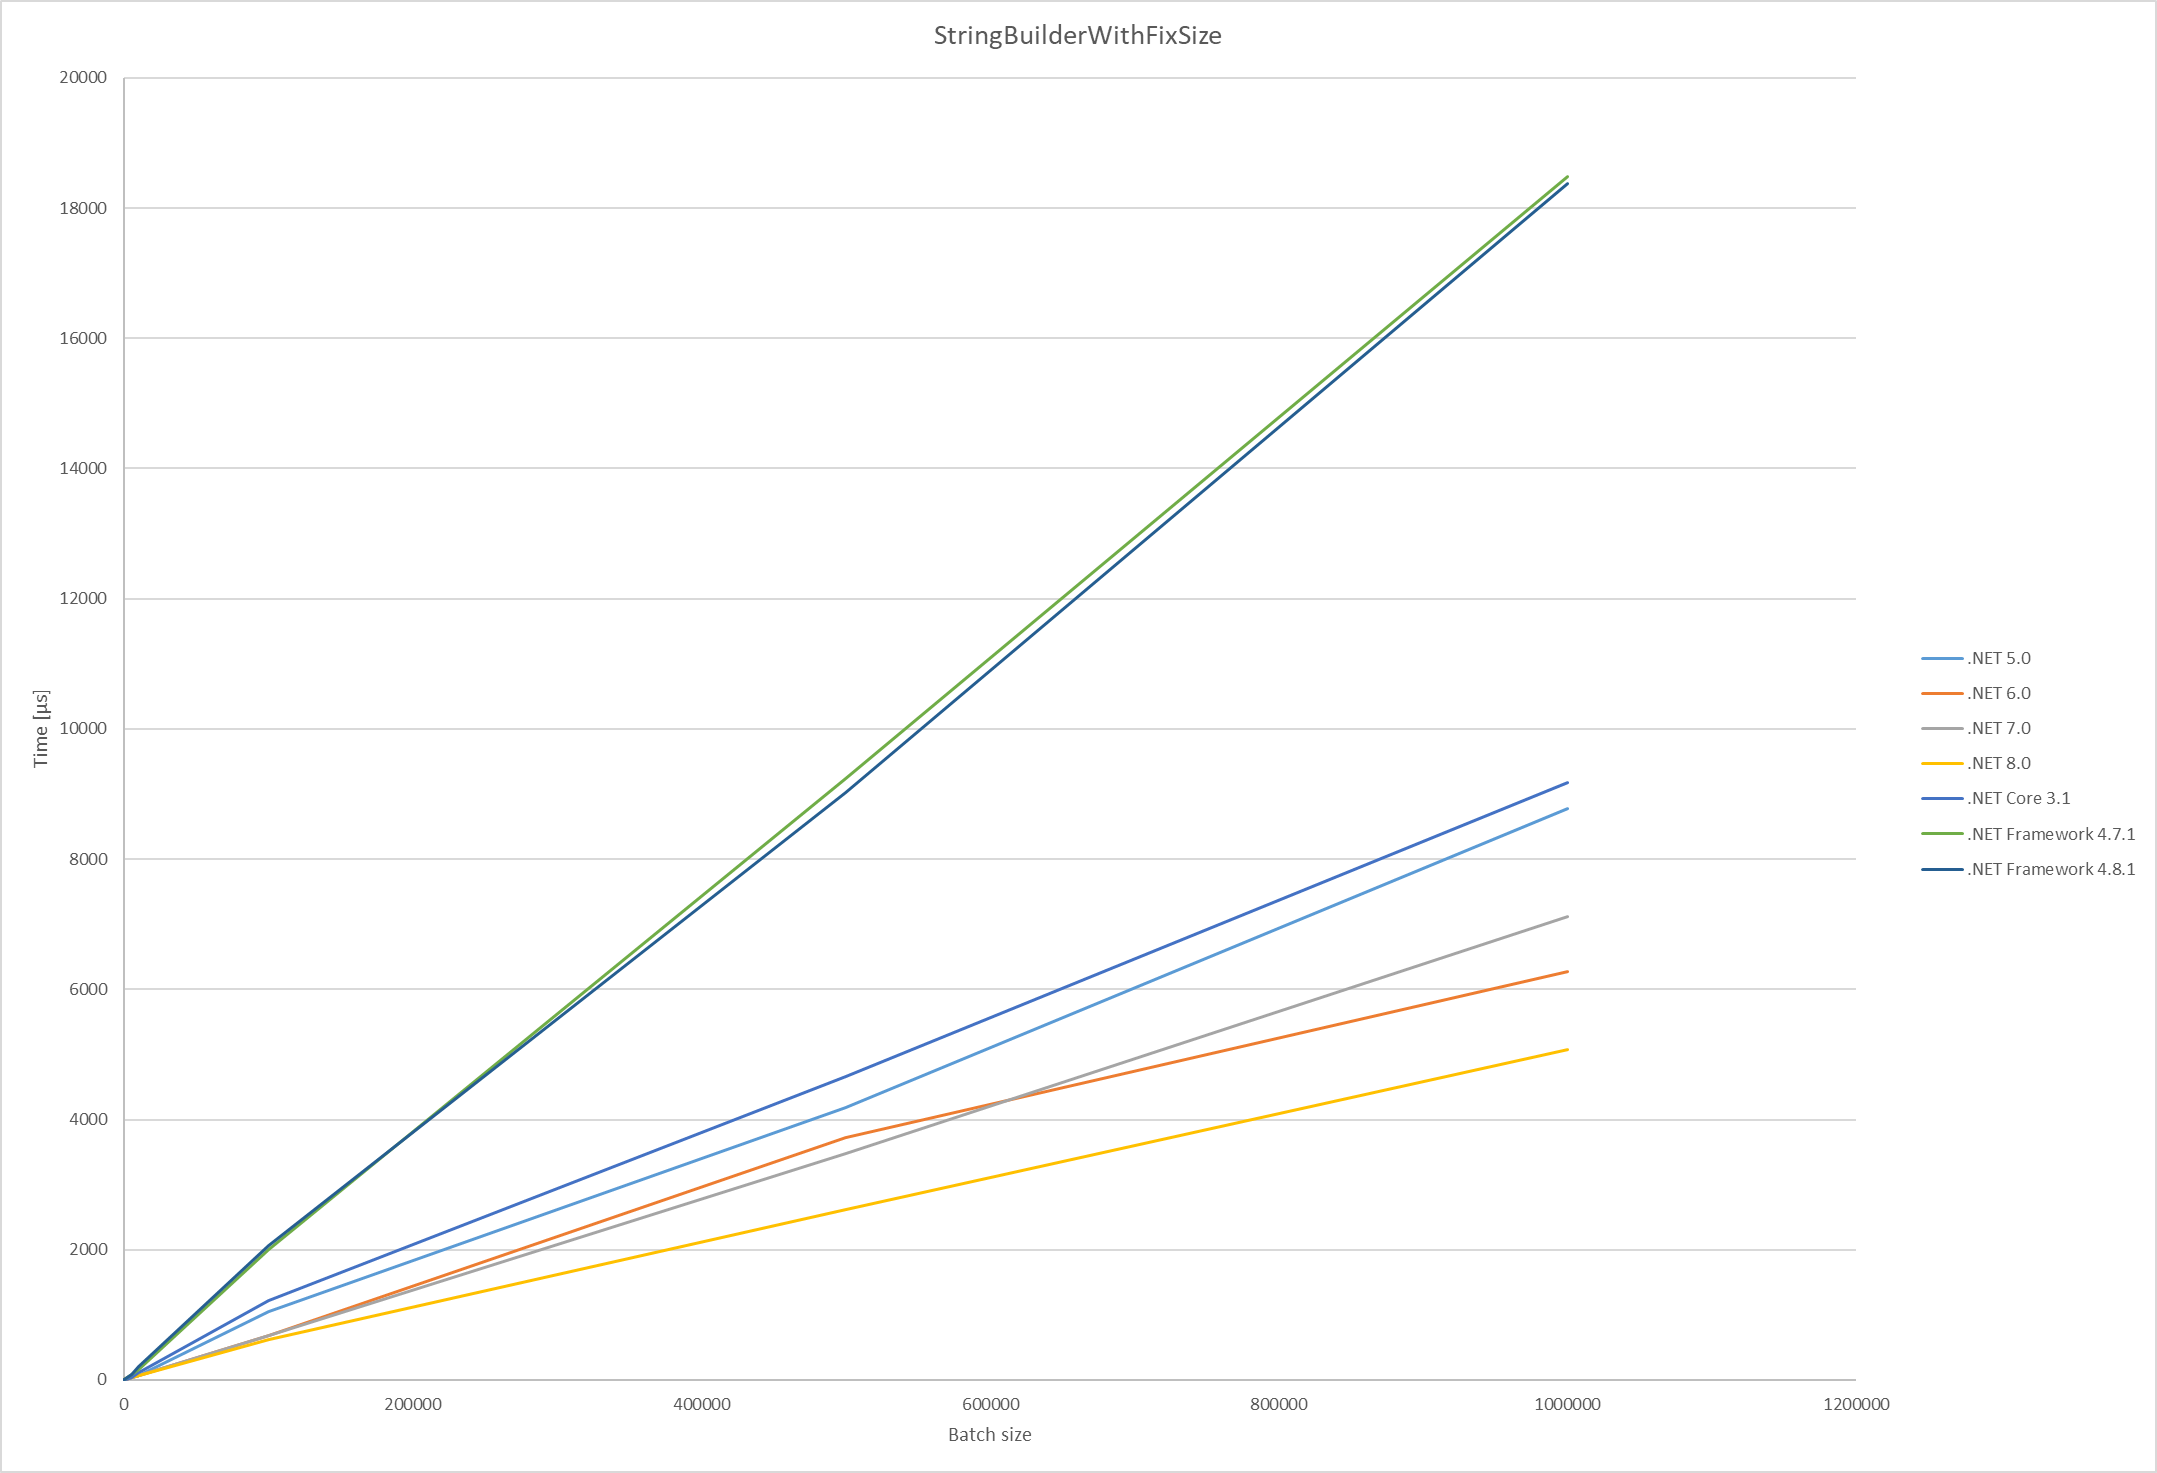 StringBuilderWithFixSize
20000
18000
16000
14000
12000
10000
8000
6000
4000
2000
0
Time [µs]
0 200000 400000 600000 800000 1000000 1200000
Batch size
.NET 5.0
.NET 6.0
.NET 7.0
.NET 8.0
.NET Core 3.1
.NET Framework 4.7.1
.NET Framework 4.8.1